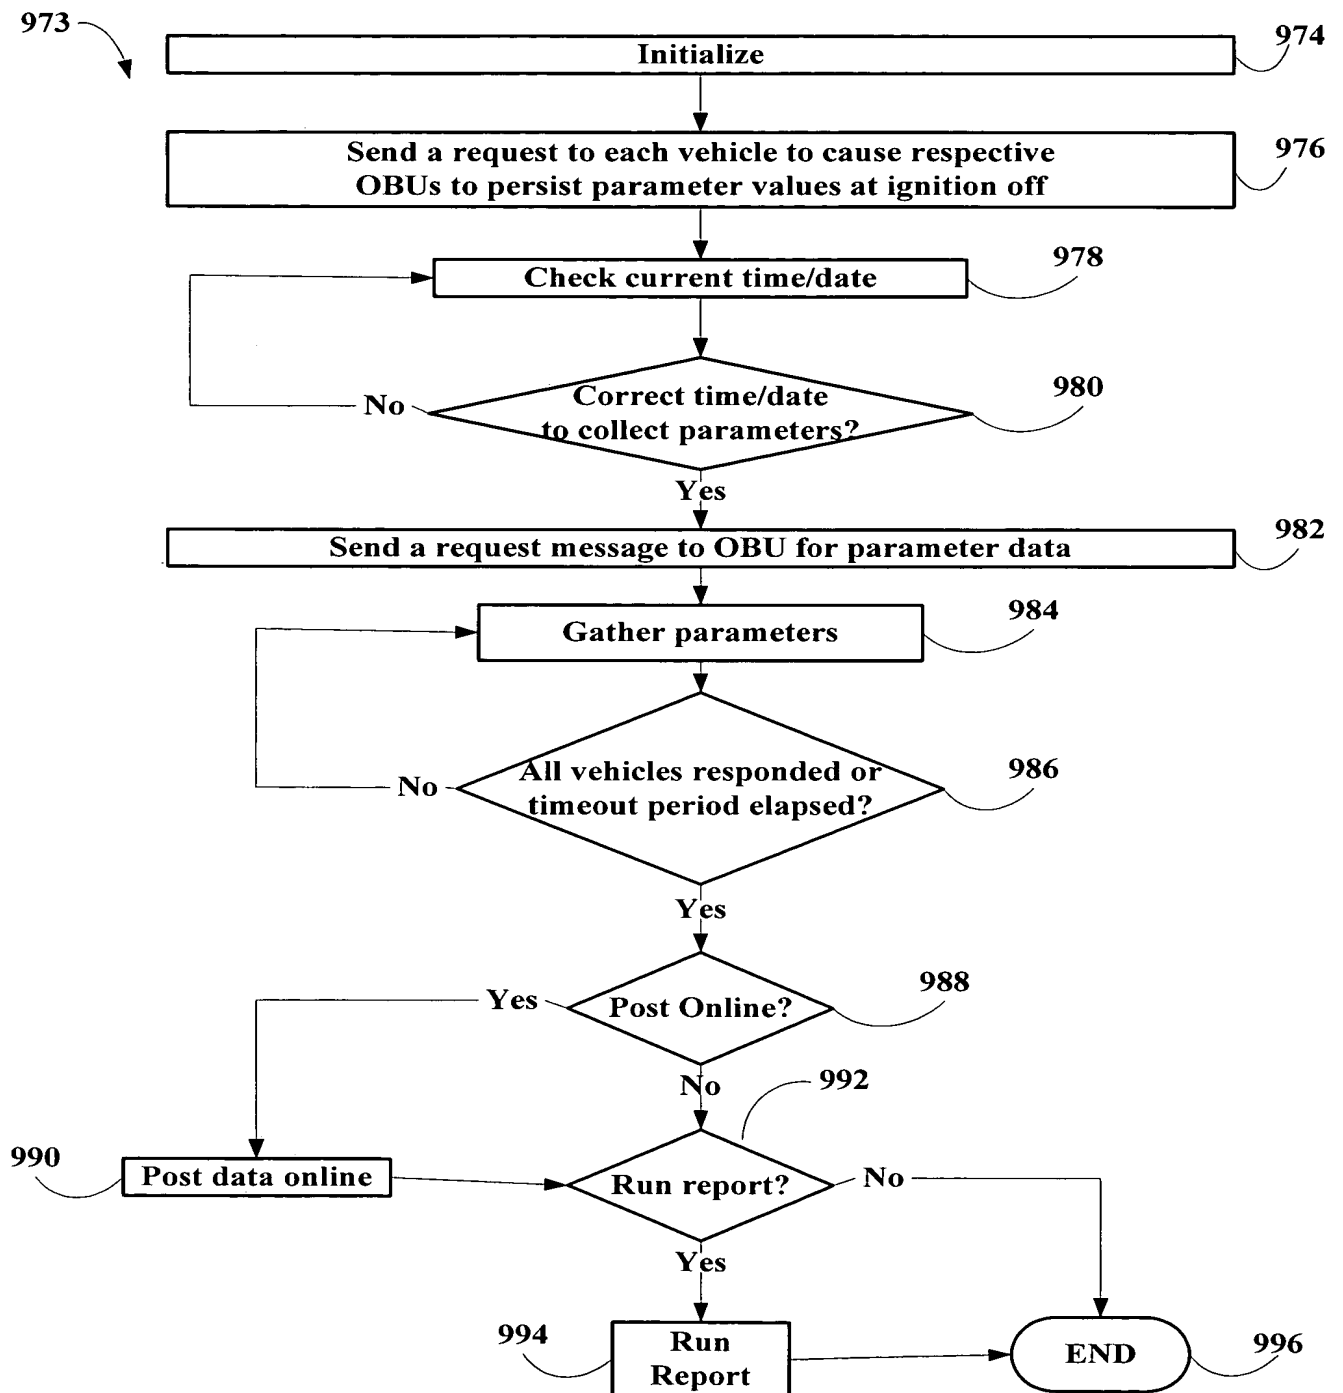 973
Initialize
974
Send a request to each vehicle to cause respective
OBUs to persist parameter values at ignition off
976
Check current time/date
978
Correct time/date
to collect parameters?
980
No
Yes
Send a request message to OBU for parameter data
982
Gather parameters
984
All vehicles responded or
timeout period elapsed?
986
No
Yes
Post Online?
988
Yes
No
992
990
Post data online
Run report?
No
Yes
994
Run
Report
END
996